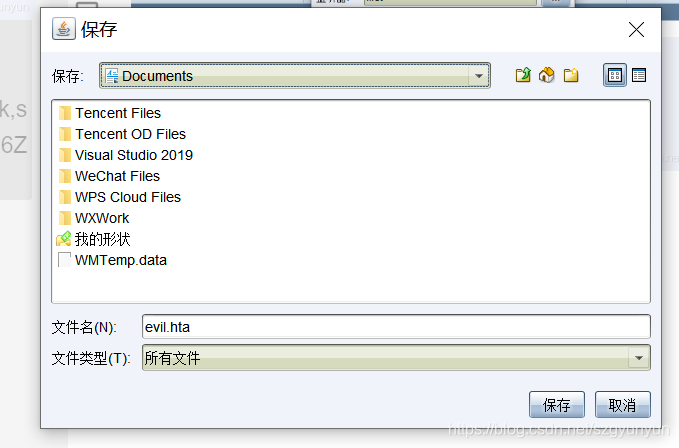 保存
保存:
Documents
k,s
6Z
Tencent Files
Tencent OD Files
Visual Studio 2019
WeChat Files
WPS Cloud Files
WXWork
我的形状
WMTemp.data
文件名(N):
evil.hta
文件类型(T):
所有文件
保存
取消
https://blog.csdn.net/szgyunyun